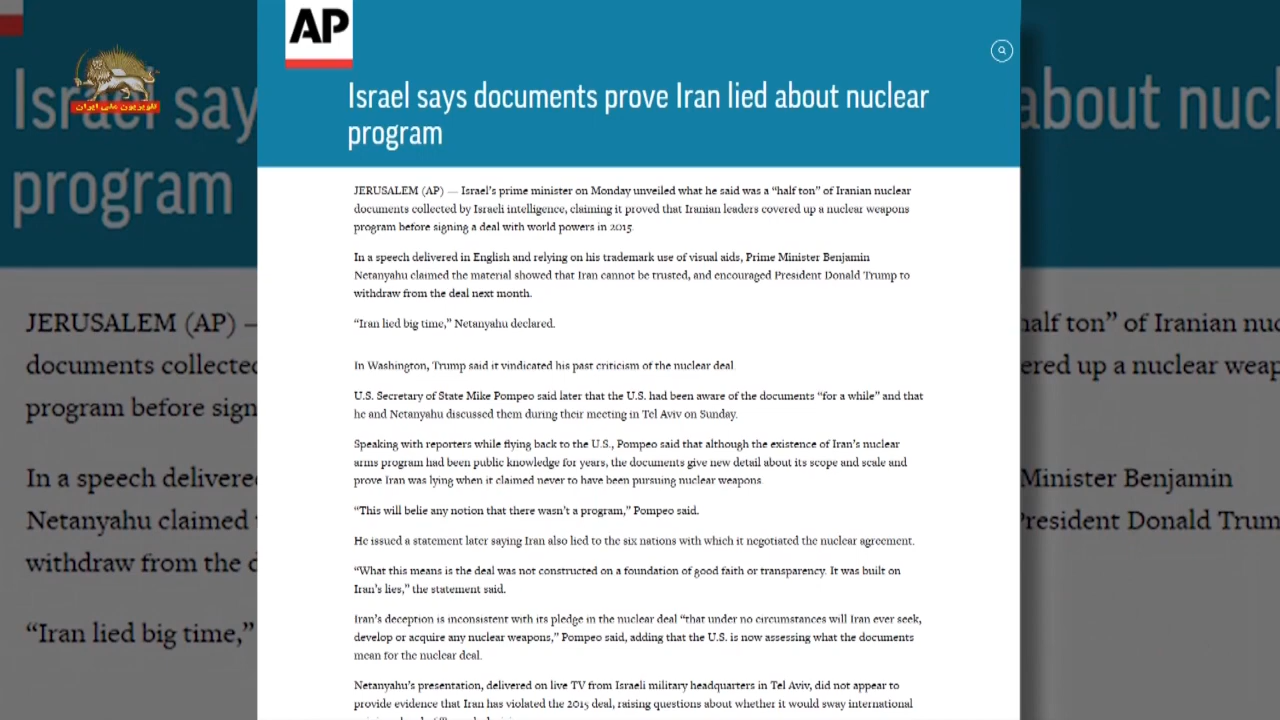 AP
Israel says documents prove Iran lied about nuclear
program
تلویزیون ملی ایران
JERUSALEM (AP) — Israel's prime minister on Monday unveiled what he said was a “half ton” of Iranian nuclear
documents collected by Israeli intelligence, claiming it proved that Iranian leaders covered up a nuclear weapons
program before signing a deal with world powers in 2015.
In a speech delivered in English and relying on his trademark use of visual aids, Prime Minister Benjamin
Netanyahu claimed the material showed that Iran cannot be trusted, and encouraged President Donald Trump to
withdraw from the deal next month.
“Iran lied big time,” Netanyahu declared.
In Washington, Trump said it vindicated his past criticism of the nuclear deal
U.S. Secretary of State Mike Pompeo said later that the U.S. had been aware of the documents “for a while” and that
he and Netanyahu discussed them during their meeting in Tel Aviv on Sunday.
Speaking with reporters while flying back to the U.S., Pompeo said that although the existence of Iran's nuclear
arms program had been public knowledge for years, the documents give new detail about its scope and scale and
prove Iran was lying when it claimed never to have been pursuing nuclear weapons
“This will belie any notion that there wasn't a program,” Pompeo said.
He issued a statement later saying Iran also lied to the six nations with which it negotiated the nuclear agreement.
“What this means is the deal was not constructed on a foundation of good faith or transparency. It was built on
Iran's lies,” the statement said.
Iran's deception is inconsistent with its pledge in the nuclear deal “that under no circumstances will Iran ever seek,
develop or acquire any nuclear weapons,” Pompeo said, adding that the U.S. is now assessing what the documents
mean for the nuclear deal.
Netanyahu's presentation, delivered on live TV from Israeli military headquarters in Tel Aviv, did not appear to
provide evidence that Iran has violated the 2015 deal, raising questions about whether it would sway international